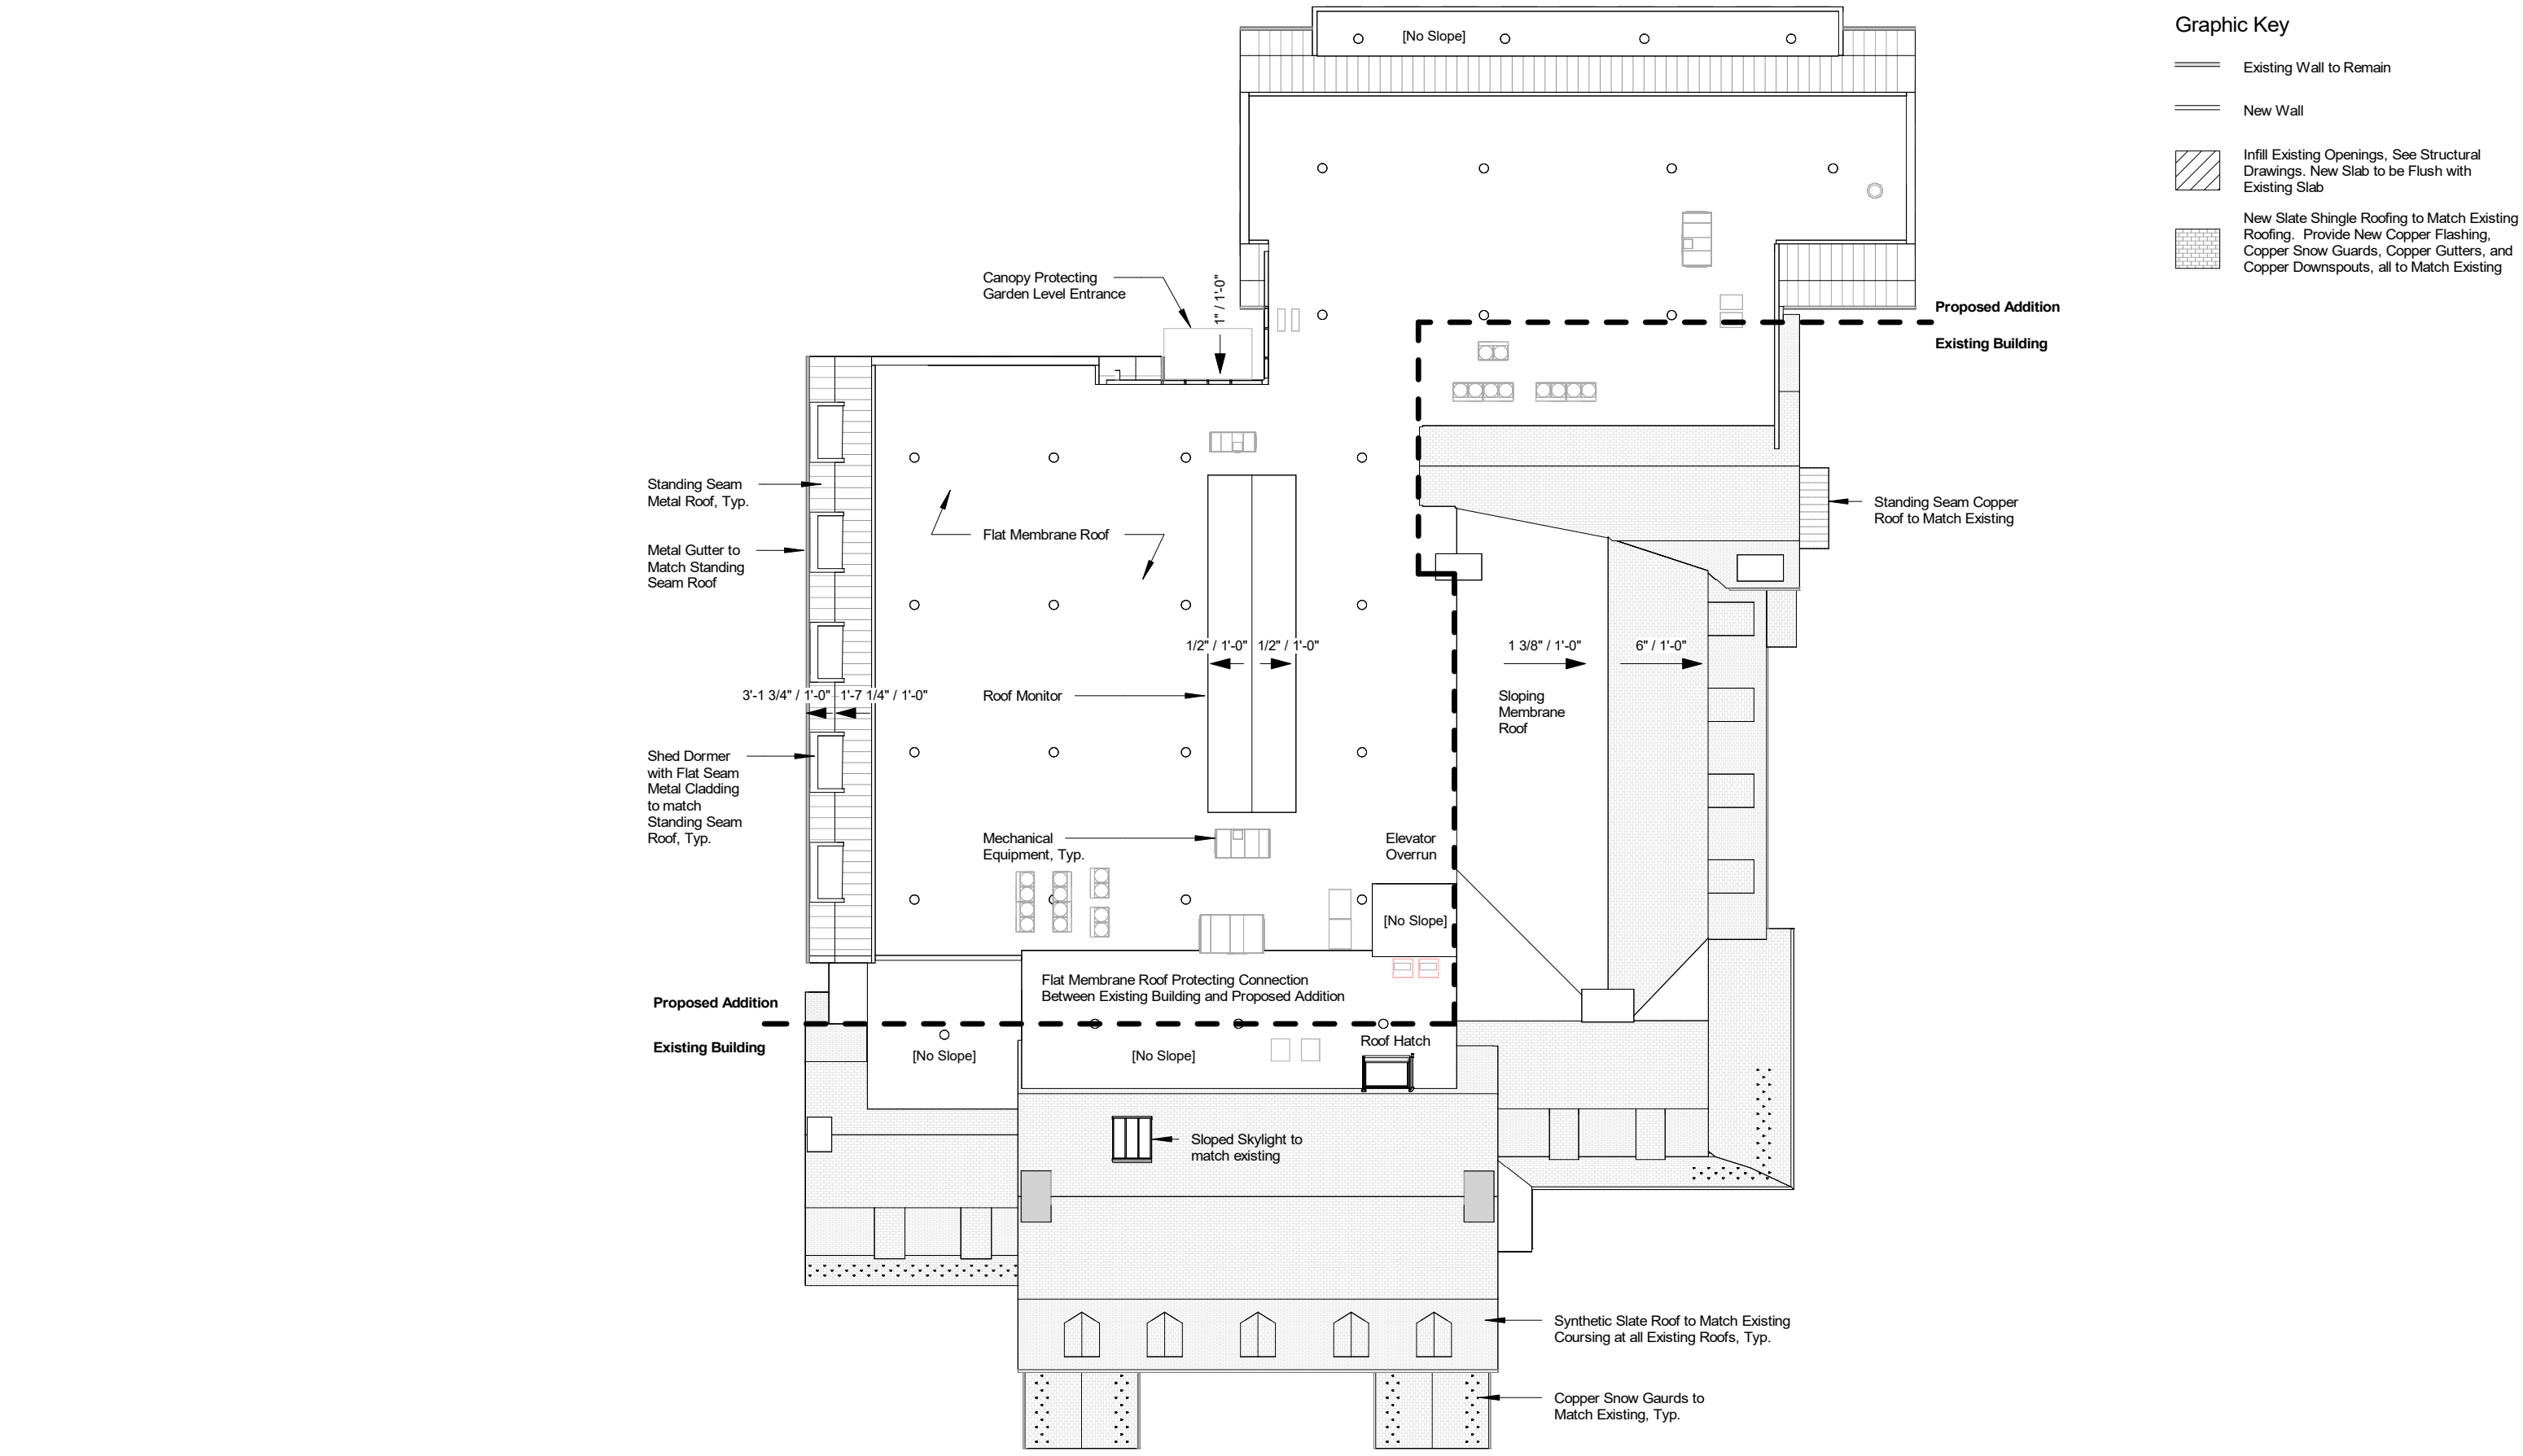 [No Slope]
Graphic Key
Existing Wall to Remain
New Wall
Infill Existing Openings, See Structural
Drawings. New Slab to be Flush with
Existing Slab
New Slate Shingle Roofing to Match Existing
Roofing.  Provide New Copper Flashing,
Copper Snow Guards, Copper Gutters, and
Copper Downspouts, all to Match Existing
Canopy Protecting
Garden Level Entrance
1" / 1'-0"
Proposed Addition
Existing Building
Standing Seam
Metal Roof, Typ.
Standing Seam Copper
Roof to Match Existing
Flat Membrane Roof
Metal Gutter to
Match Standing
Seam Roof
1/2" / 1'-0"
1/2" / 1'-0"
1 3/8" / 1'-0"
6" / 1'-0"
3'-1 3/4" / 1'-0"
1'-7 1/4" / 1'-0"
Roof Monitor
Sloping
Membrane
Roof
Shed Dormer
with Flat Seam
Metal Cladding
to match
Standing Seam
Roof, Typ.
Mechanical
Equipment, Typ.
Elevator
Overrun
[No Slope]
Flat Membrane Roof Protecting Connection
Between Existing Building and Proposed Addition
Proposed Addition
Existing Building
[No Slope]
[No Slope]
Roof Hatch
Sloped Skylight to
match existing
Synthetic Slate Roof to Match Existing
Coursing at all Existing Roofs, Typ.
Copper Snow Gaurds to
Match Existing, Typ.